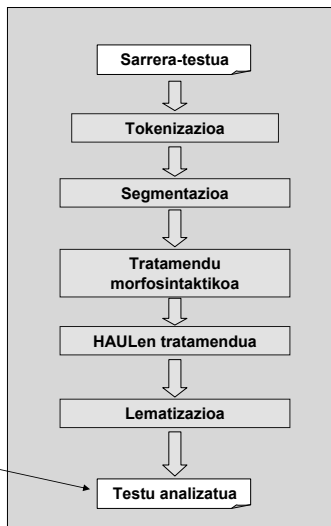 Sarrera-testua
Tokenizazioa
Segmentazioa
Tratamendu
morfosintaktikoa
HAULen tratamendua
Lematizazioa
Testu analizatua